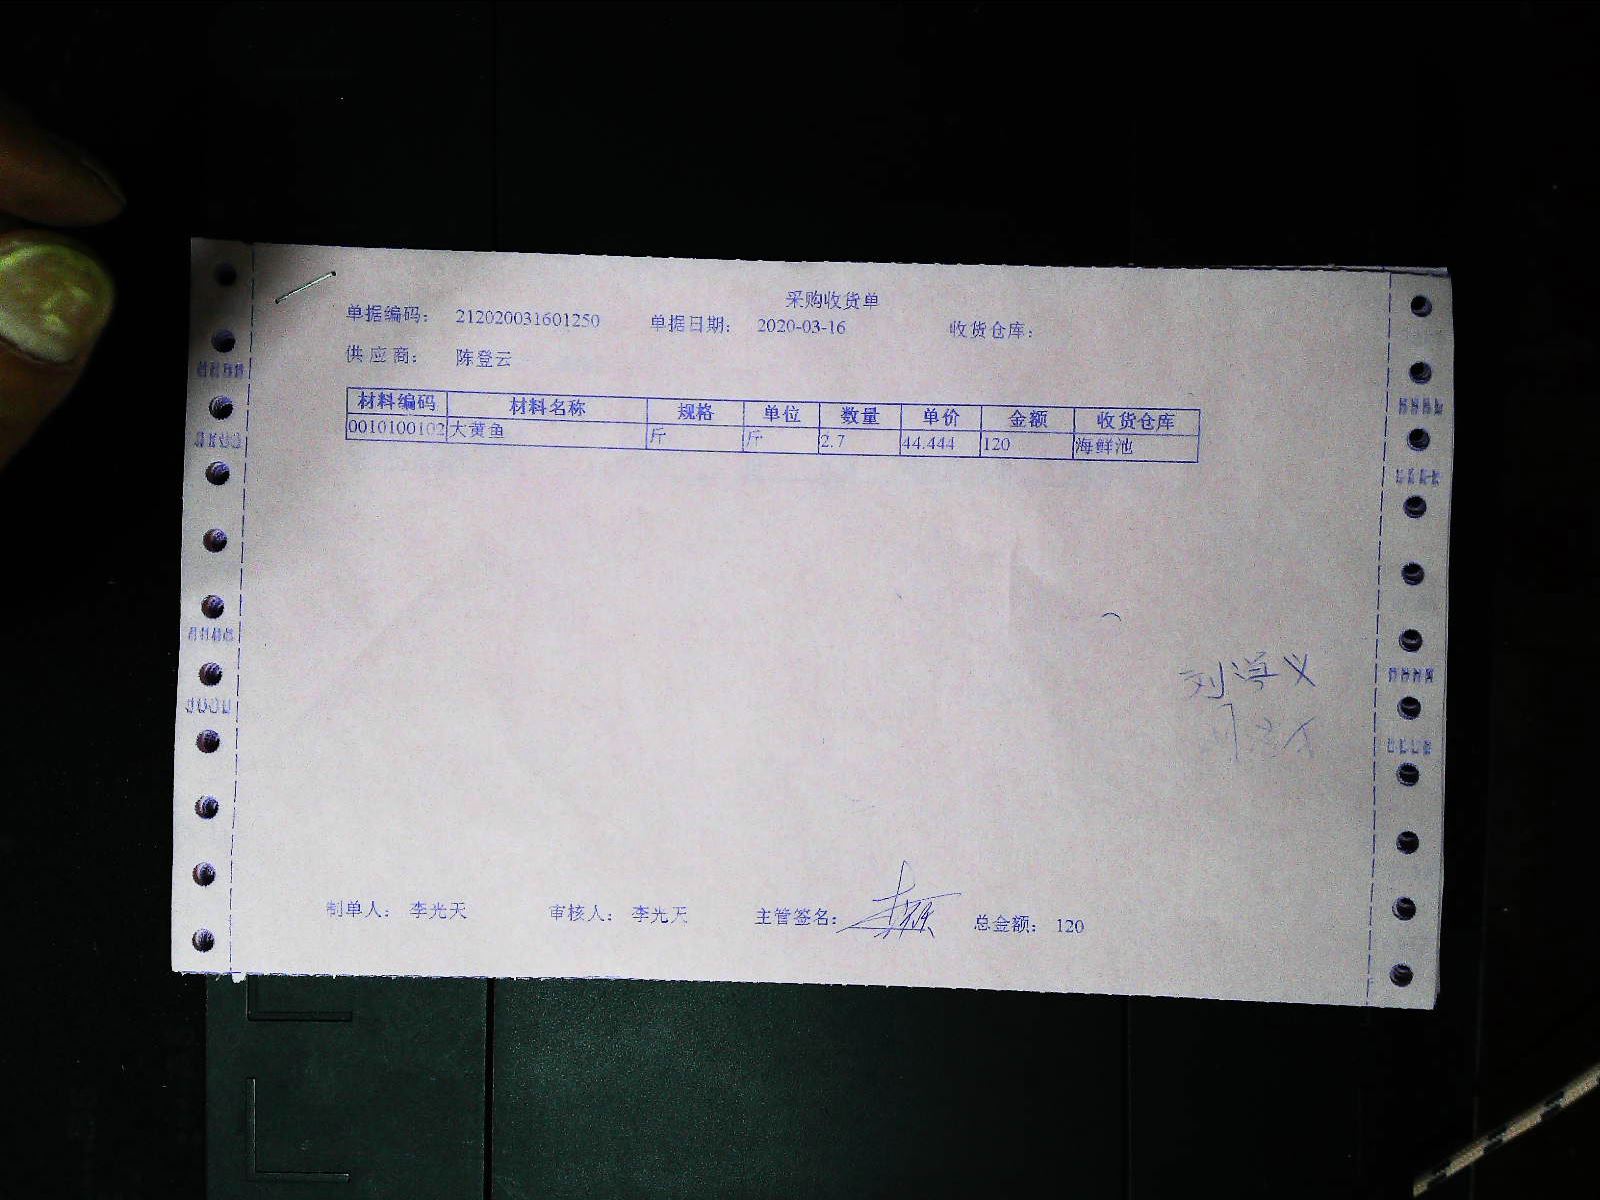 采购收货单
单据编码： 212020031601250 单据日期： 2020-03-16 收货仓库：
供应商： 陈登云
材料编码 材料名称 规格 单位 数量 单价 金额 收货仓库
0010100102 大黄鱼 斤 斤 2.7 44.444 120 海鲜池
制单人： 李光天 审核人： 李光天 主管签名： 总金额： 120